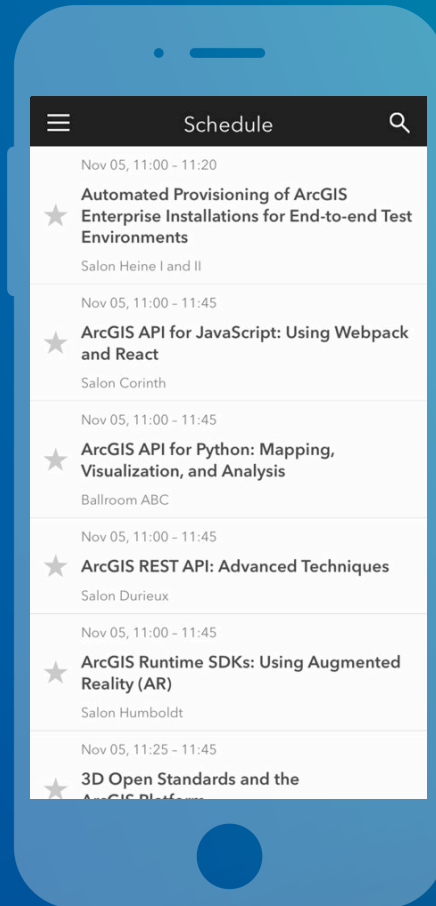 Schedule
Nov 05, 11:00 – 11:20
Automated Provisioning of ArcGIS
Enterprise Installations for End-to-end Test
Environments
Salon Heine I and II
Nov 05, 11:00 – 11:45
ArcGIS API for JavaScript: Using Webpack
and React
Salon Corinth
Nov 05, 11:00 – 11:45
ArcGIS API for Python: Mapping,
Visualization, and Analysis
Ballroom ABC
Nov 05, 11:00 – 11:45
ArcGIS REST API: Advanced Techniques
Salon Durieux
Nov 05, 11:00 – 11:45
ArcGIS Runtime SDKs: Using Augmented
Reality (AR)
Salon Humboldt
Nov 05, 11:25 – 11:45
3D Open Standards and the
ArcGIS Platform